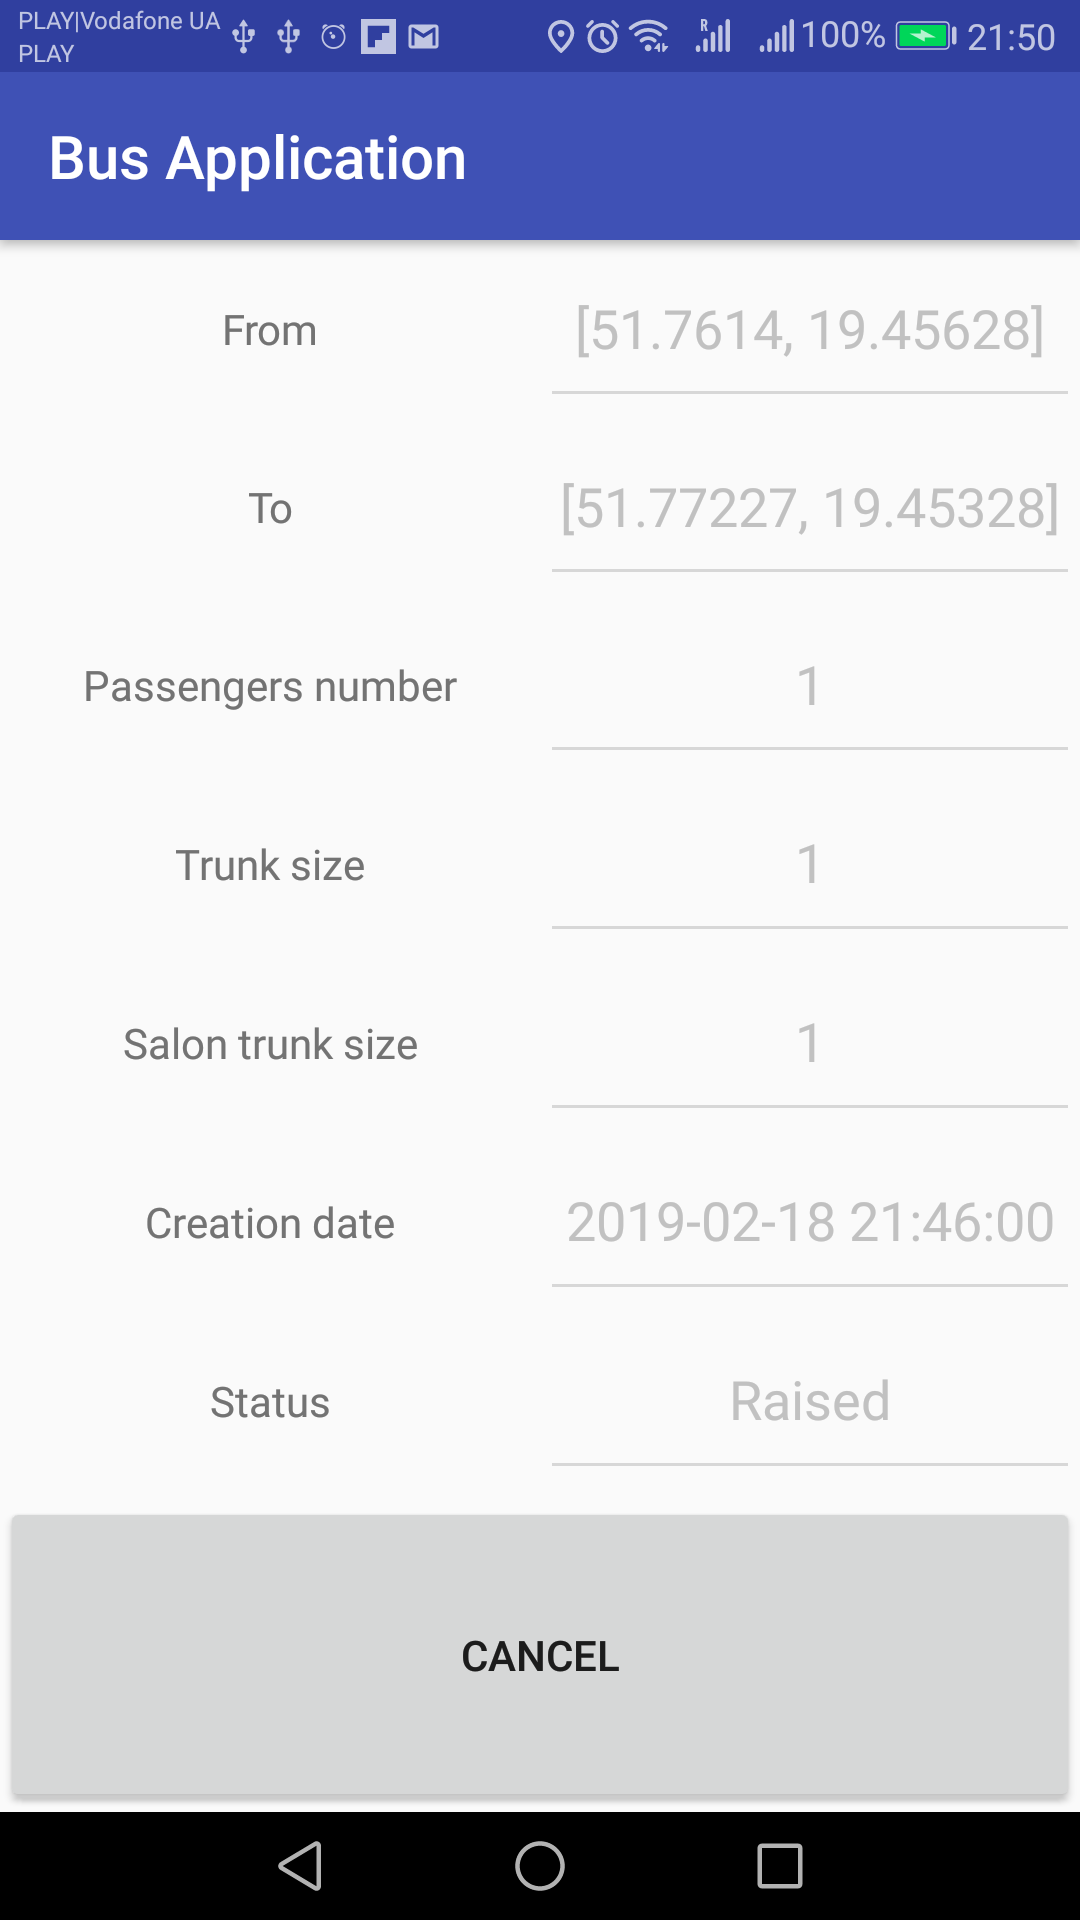 PLAY|Vodafone UA
PLAY
R
100%
21:50
Bus Application
From
[51.7614, 19.45628]
To
[51.77227, 19.45328]
Passengers number
1
Trunk size
1
Salon trunk size
1
Creation date
2019-02-18 21:46:00
Status
Raised
CANCEL